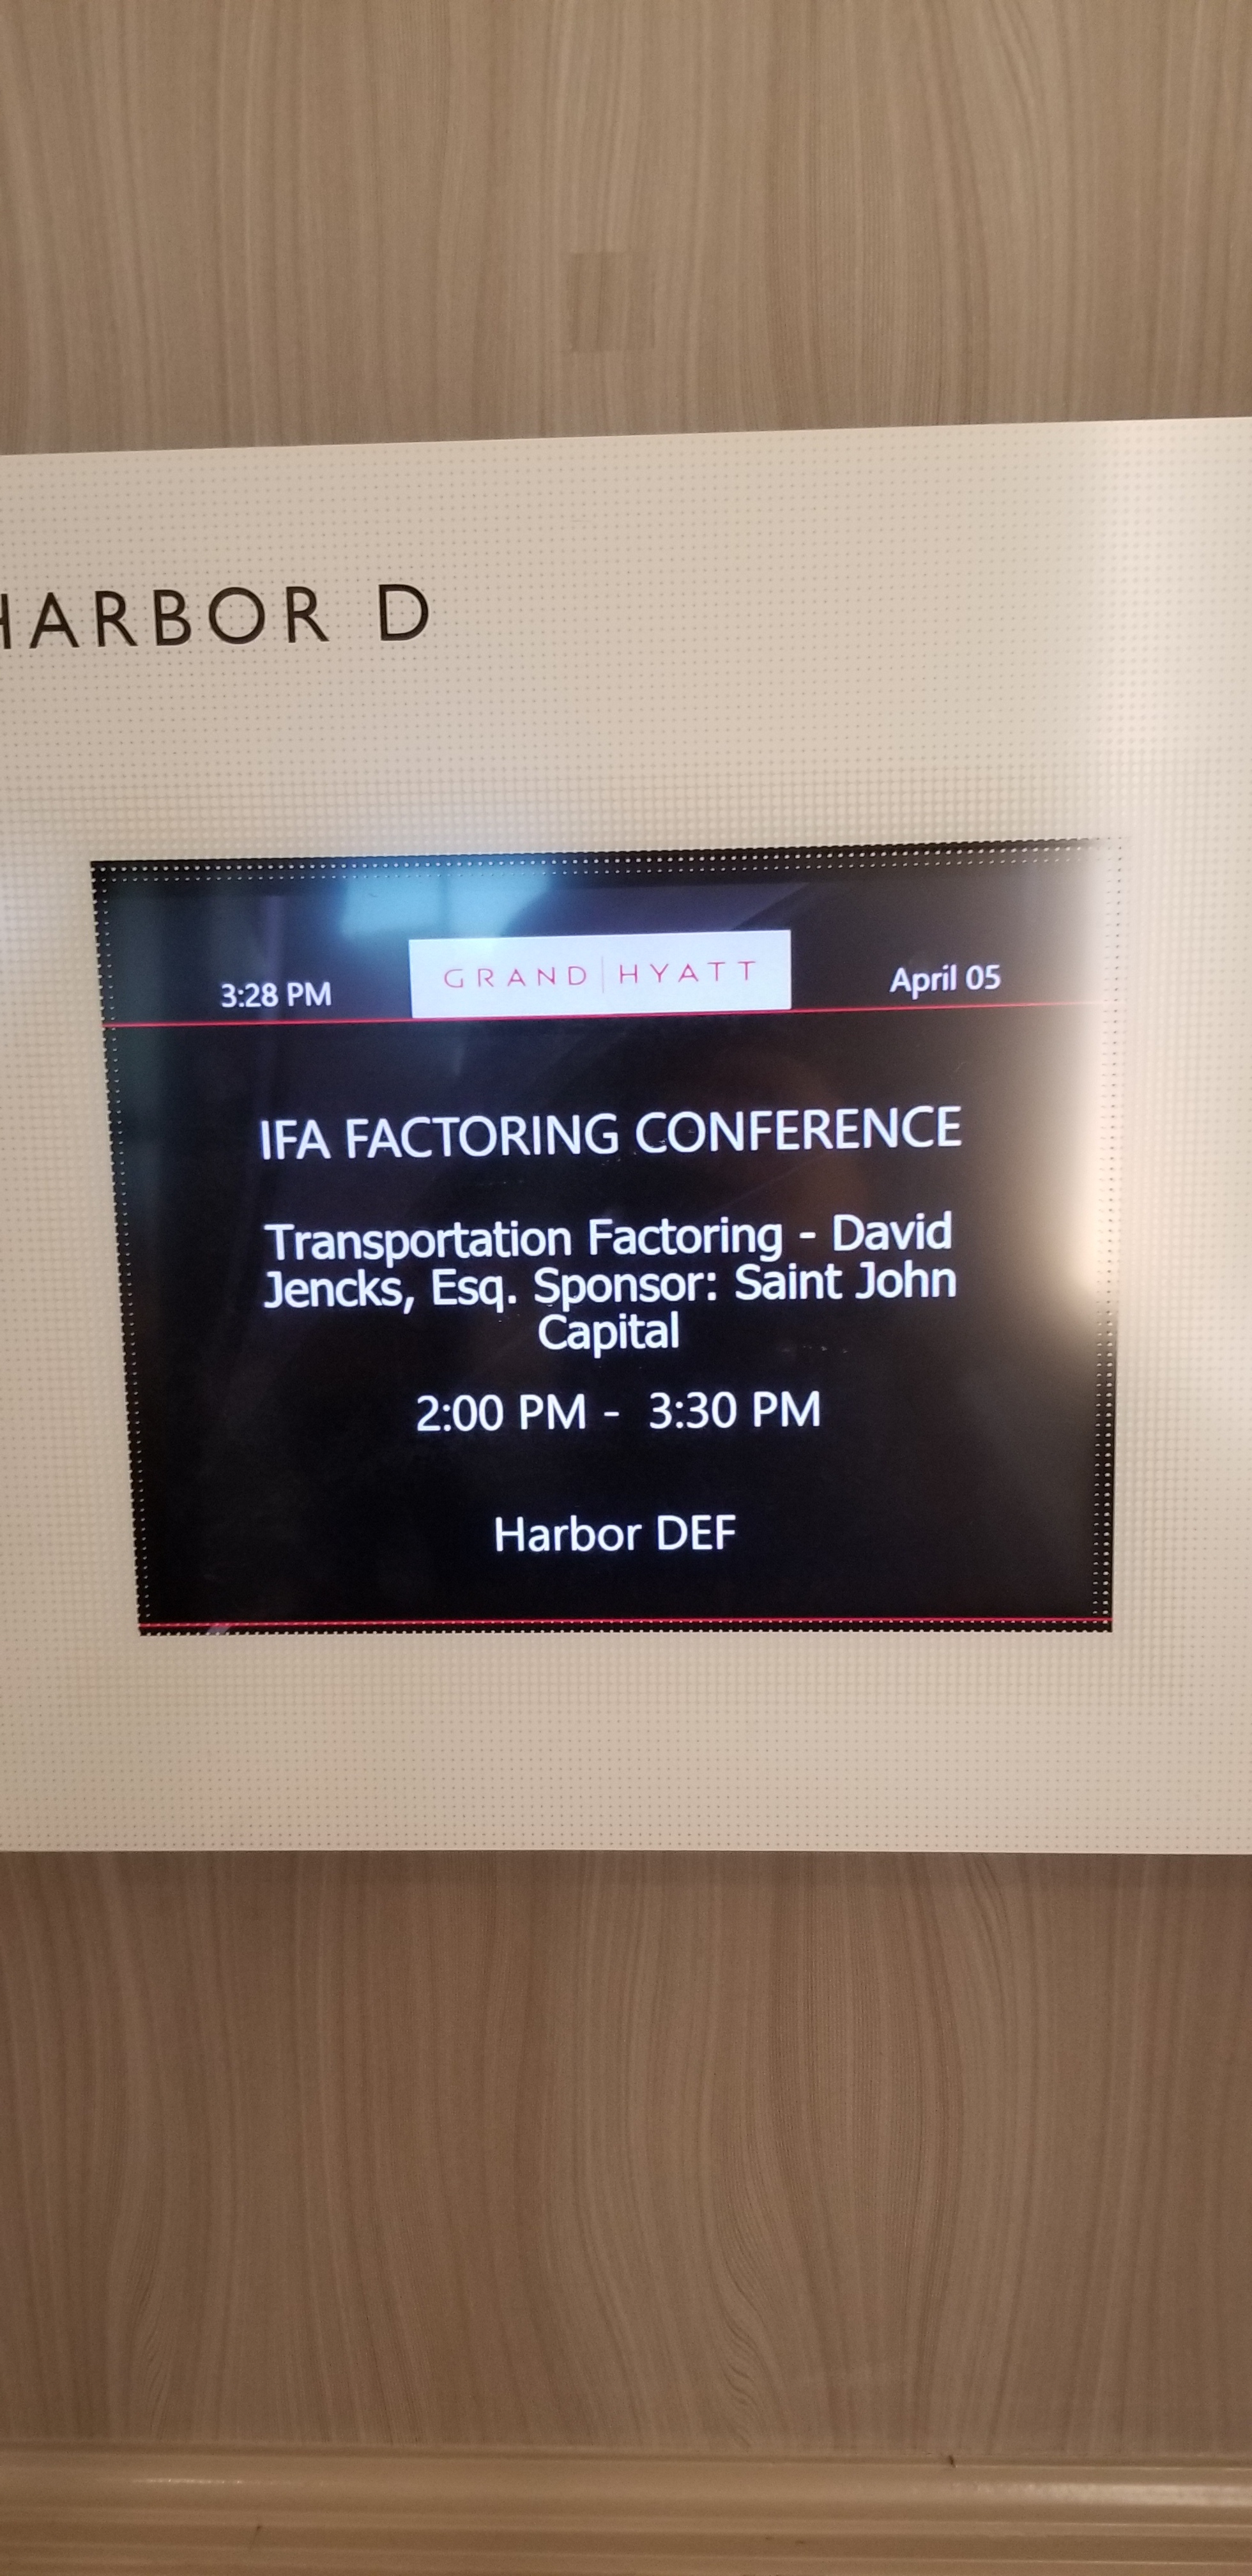 HARBOR D
3:28 PM GRAND HYATT April 05
IFA FACTORING CONFERENCE
Transportation Factoring - David
Jencks, Esq. Sponsor: Saint John
Capital
2:00 PM - 3:30 PM
Harbor DEF